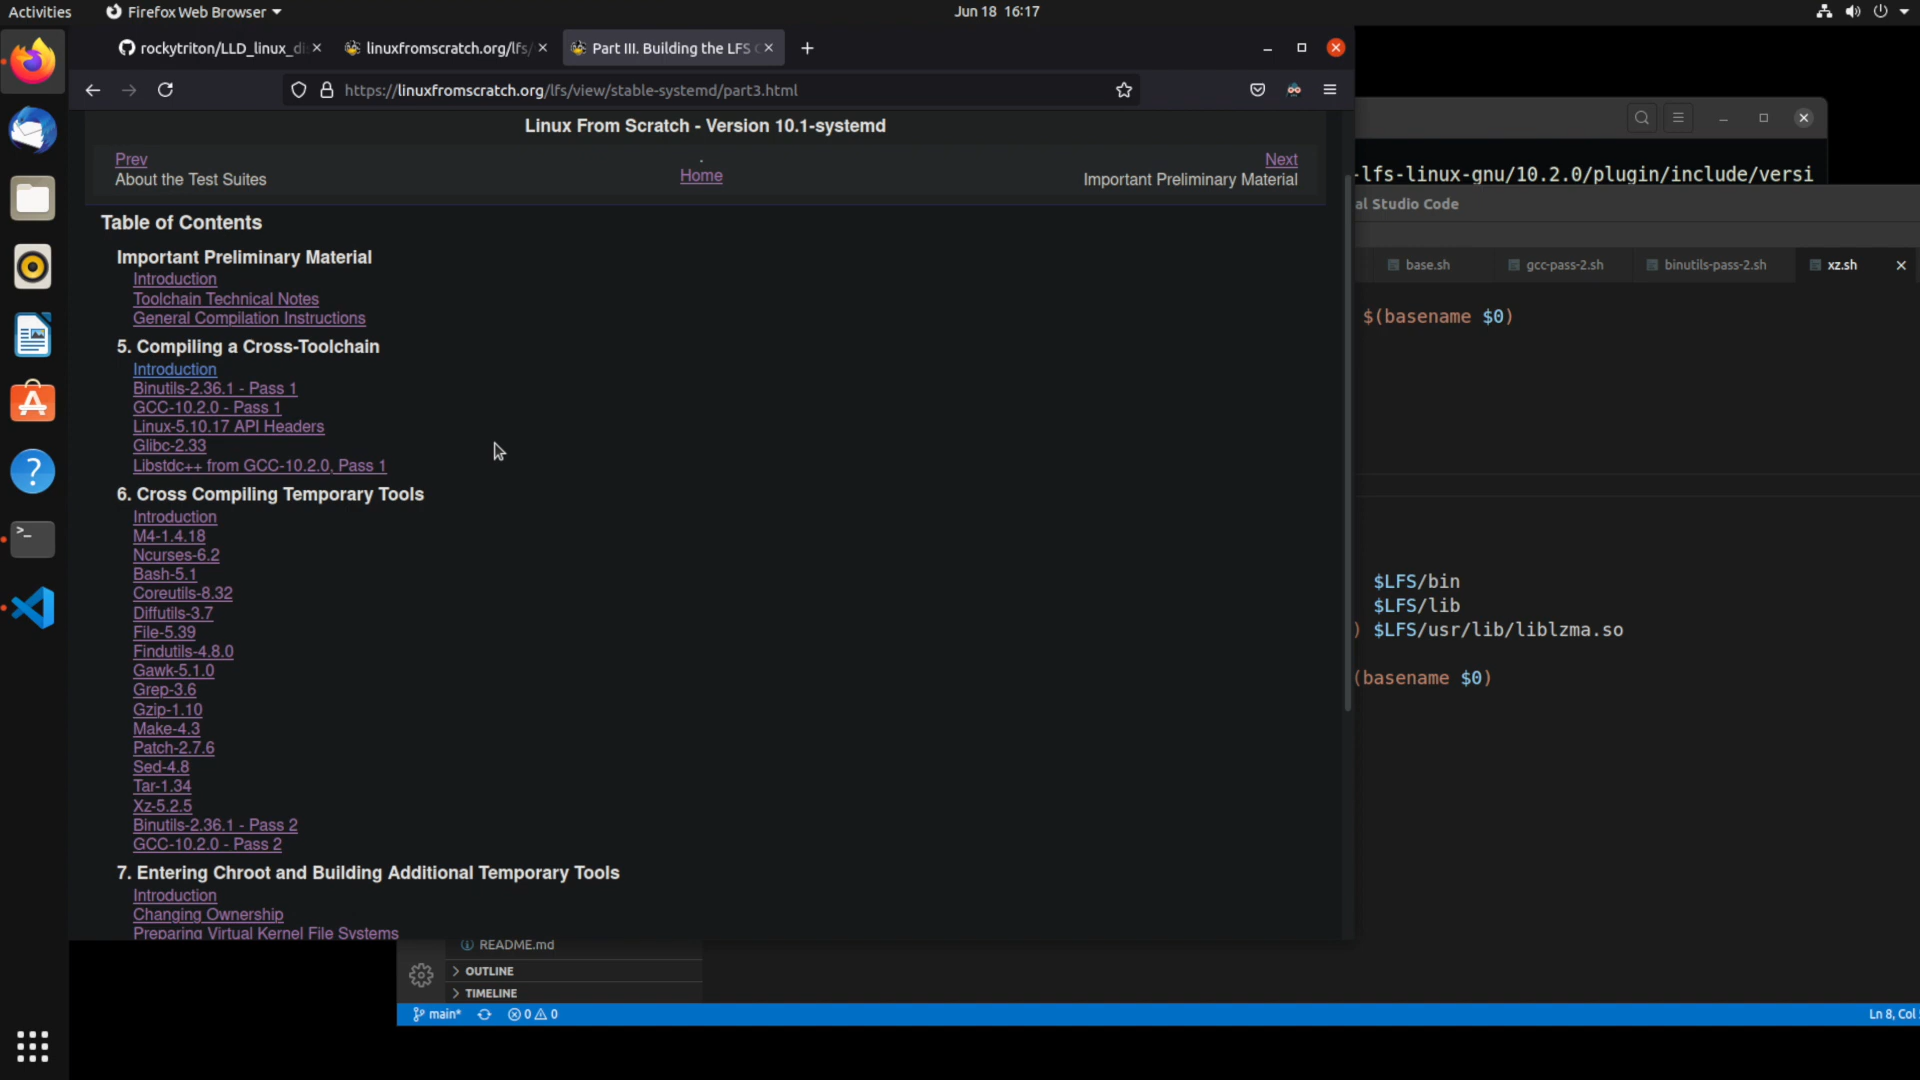 Activities
Firefox Web Browser
Jun 18 16:17
rockytriton/LLD_linux_di
linuxfromscratch.org/lfs/
Part III. Building the LFS C
https://linuxfromscratch.org/lfs/view/stable-systemd/part3.html
Linux From Scratch - Version 10.1-systemd
Prev
About the Test Suites
.
Home
Next
Important Preliminary Material
Table of Contents
Important Preliminary Material
Introduction
Toolchain Technical Notes
General Compilation Instructions
5. Compiling a Cross-Toolchain
Introduction
Binutils-2.36.1 - Pass 1
GCC-10.2.0 - Pass 1
Linux-5.10.17 API Headers
Glibc-2.33
Libstdc++ from GCC-10.2.0, Pass 1
6. Cross Compiling Temporary Tools
Introduction
M4-1.4.18
Ncurses-6.2
Bash-5.1
Coreutils-8.32
Diffutils-3.7
File-5.39
Findutils-4.8.0
Gawk-5.1.0
Grep-3.6
Gzip-1.10
Make-4.3
Patch-2.7.6
Sed-4.8
Tar-1.34
Xz-5.2.5
Binutils-2.36.1 - Pass 2
GCC-10.2.0 - Pass 2
7. Entering Chroot and Building Additional Temporary Tools
Introduction
Changing Ownership
Preparing Virtual Kernel File Systems
-lfs-linux-gnu/10.2.0/plugin/include/versi
al Studio Code
base.sh
gcc-pass-2.sh
binutils-pass-2.sh
xz.sh
$(basename $0)
$LFS/bin
$LFS/lib
) $LFS/usr/lib/liblzma.so
(basename $0)
README.md
OUTLINE
TIMELINE
main*
0
0
Ln 8, Col